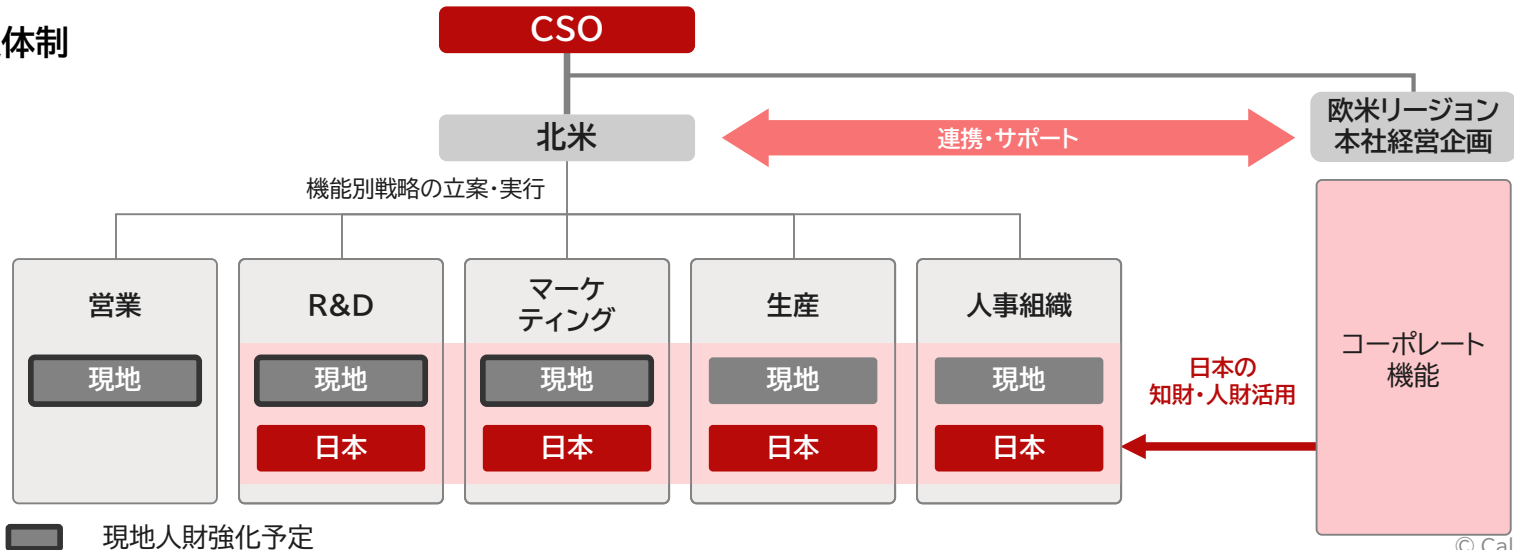 体制
CSO
北米
連携・サポート
欧米リージョン
本社経営企画
機能別戦略の立案・実行
営業
R&D
マーケ
ティング
生産
人事組織
現地
現地
現地
現地
現地
日本
日本
日本
日本
日本の
知財・人財活用
コーポレート
機能
現地人財強化予定
© Cal